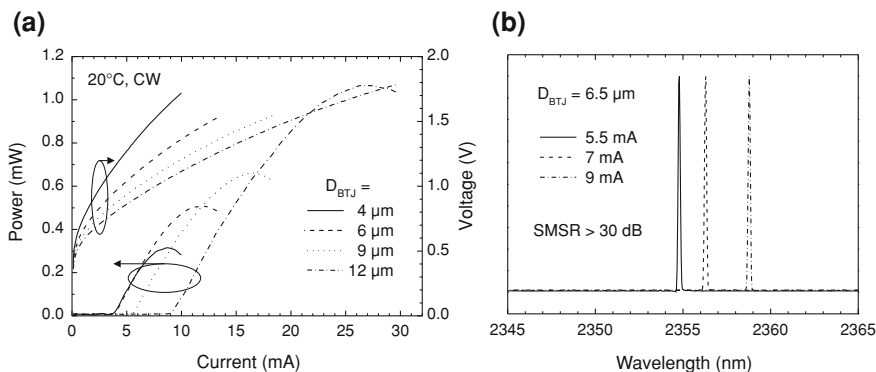 (a)
1.2
1.0
0.8
0.6
0.4
0.2
0.0
Power (mW)
20°C, CW
D_BTJ =
4 µm
6 µm
9 µm
12 µm
2.0
1.5
1.0
0.5
0.0
Voltage (V)
0 5 10 15 20 25 30
Current (mA)
(b)
D_BTJ = 6.5 µm
5.5 mA
7 mA
9 mA
SMSR > 30 dB
2345 2350 2355 2360 2365
Wavelength (nm)